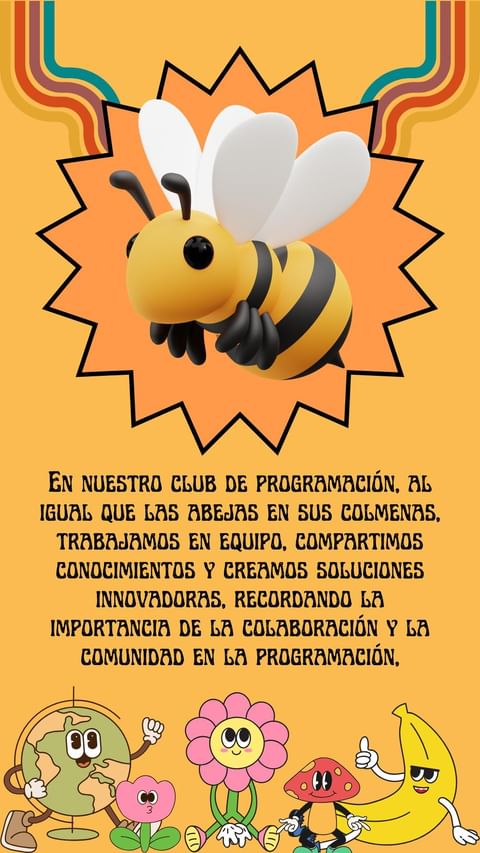 En nuestro club de programación, al
igual que las abejas en sus colmenas,
trabajamos en equipo, compartimos
conocimientos y creamos soluciones
innovadoras, recordando la
importancia de la colaboración y la
comunidad en la programación.